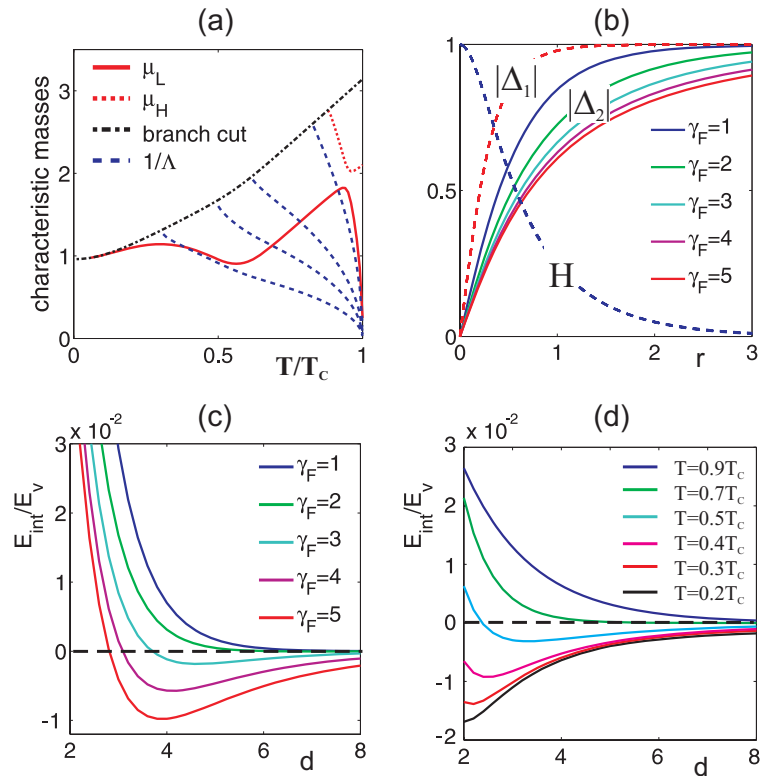 (a)
characteristic masses
3
2
1
0
μL
μH
branch cut
1/Λ
0
0.5
1
T/Tc
(b)
1
0.5
0
|Δ1|
|Δ2|
H
γF=1
γF=2
γF=3
γF=4
γF=5
0
1
2
3
r
(c)
x 10-2
Eint/Ev
3
2
1
0
-1
γF=1
γF=2
γF=3
γF=4
γF=5
2
4
6
8
d
(d)
x 10-2
Eint/Ev
3
2
1
0
-1
-2
T=0.9Tc
T=0.7Tc
T=0.5Tc
T=0.4Tc
T=0.3Tc
T=0.2Tc
2
4
6
8
d